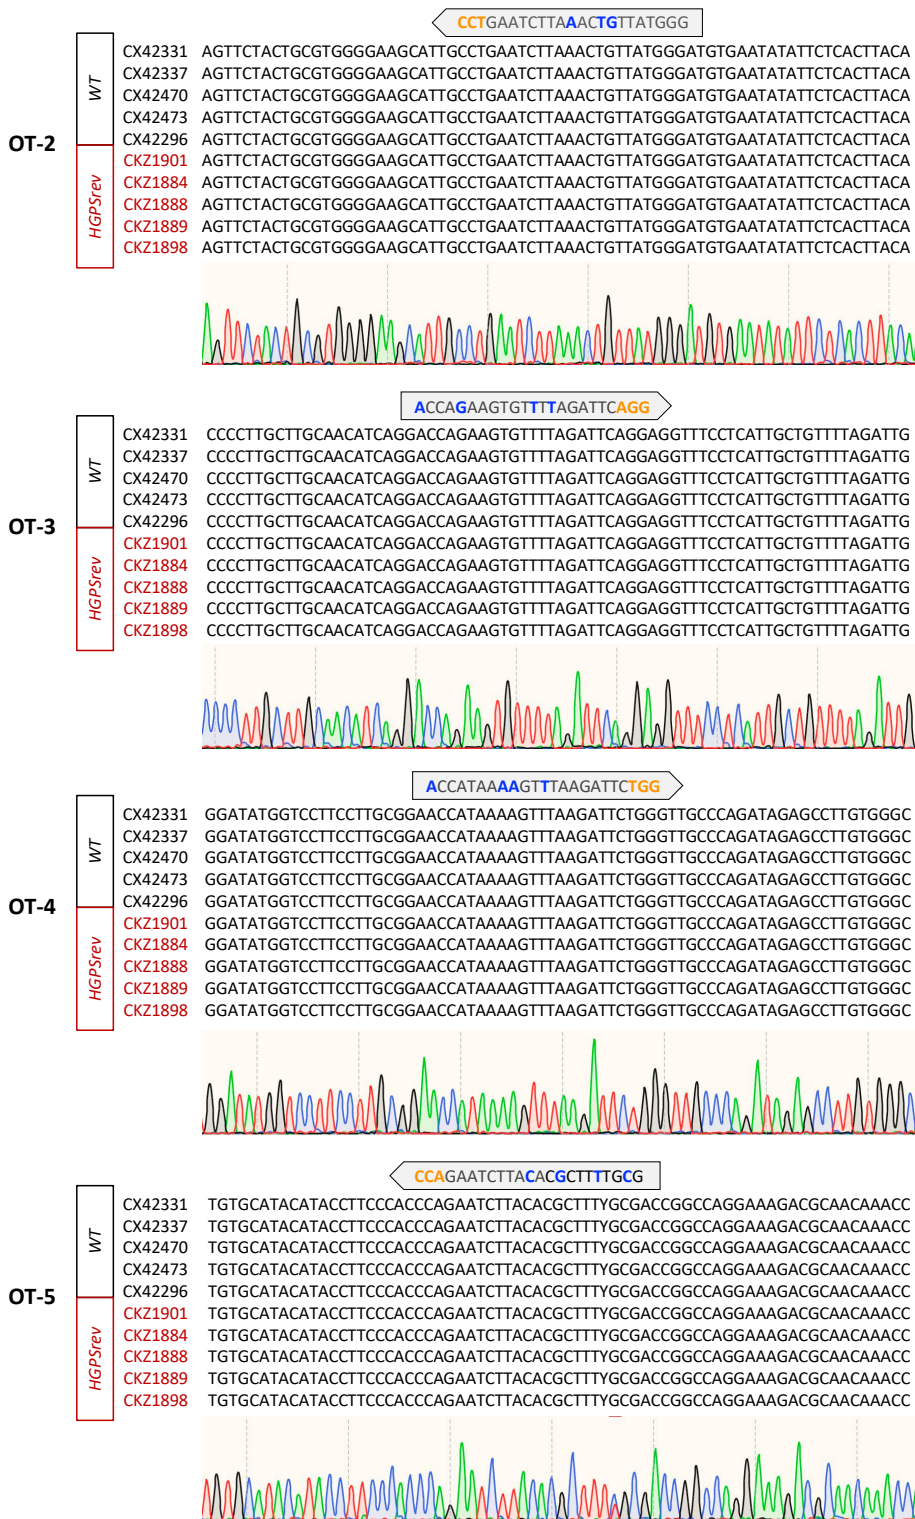 CCTGAATCTTAAACTGTTATGGG
WT
HGPSrev
OT-2
CX42331 AGTTCTACTGCGTGGGGAAGCATTGCCTGAATCTTAAACTGTTATGGGATGTGAATATATTCTCACTTACA
CX42337 AGTTCTACTGCGTGGGGAAGCATTGCCTGAATCTTAAACTGTTATGGGATGTGAATATATTCTCACTTACA
CX42470 AGTTCTACTGCGTGGGGAAGCATTGCCTGAATCTTAAACTGTTATGGGATGTGAATATATTCTCACTTACA
CX42473 AGTTCTACTGCGTGGGGAAGCATTGCCTGAATCTTAAACTGTTATGGGATGTGAATATATTCTCACTTACA
CX42296 AGTTCTACTGCGTGGGGAAGCATTGCCTGAATCTTAAACTGTTATGGGATGTGAATATATTCTCACTTACA
CKZ1901 AGTTCTACTGCGTGGGGAAGCATTGCCTGAATCTTAAACTGTTATGGGATGTGAATATATTCTCACTTACA
CKZ1884 AGTTCTACTGCGTGGGGAAGCATTGCCTGAATCTTAAACTGTTATGGGATGTGAATATATTCTCACTTACA
CKZ1888 AGTTCTACTGCGTGGGGAAGCATTGCCTGAATCTTAAACTGTTATGGGATGTGAATATATTCTCACTTACA
CKZ1889 AGTTCTACTGCGTGGGGAAGCATTGCCTGAATCTTAAACTGTTATGGGATGTGAATATATTCTCACTTACA
CKZ1898 AGTTCTACTGCGTGGGGAAGCATTGCCTGAATCTTAAACTGTTATGGGATGTGAATATATTCTCACTTACA
ACCAGAAGTGTTTTAGATTCAGG
WT
HGPSrev
OT-3
CX42331 CCCCTTGCTTGCAACATCAGGACCAGAAGTGTTTTAGATTCAGGAGGTTTCCTCATTGCTGTTTTAGATTG
CX42337 CCCCTTGCTTGCAACATCAGGACCAGAAGTGTTTTAGATTCAGGAGGTTTCCTCATTGCTGTTTTAGATTG
CX42470 CCCCTTGCTTGCAACATCAGGACCAGAAGTGTTTTAGATTCAGGAGGTTTCCTCATTGCTGTTTTAGATTG
CX42473 CCCCTTGCTTGCAACATCAGGACCAGAAGTGTTTTAGATTCAGGAGGTTTCCTCATTGCTGTTTTAGATTG
CX42296 CCCCTTGCTTGCAACATCAGGACCAGAAGTGTTTTAGATTCAGGAGGTTTCCTCATTGCTGTTTTAGATTG
CKZ1901 CCCCTTGCTTGCAACATCAGGACCAGAAGTGTTTTAGATTCAGGAGGTTTCCTCATTGCTGTTTTAGATTG
CKZ1884 CCCCTTGCTTGCAACATCAGGACCAGAAGTGTTTTAGATTCAGGAGGTTTCCTCATTGCTGTTTTAGATTG
CKZ1888 CCCCTTGCTTGCAACATCAGGACCAGAAGTGTTTTAGATTCAGGAGGTTTCCTCATTGCTGTTTTAGATTG
CKZ1889 CCCCTTGCTTGCAACATCAGGACCAGAAGTGTTTTAGATTCAGGAGGTTTCCTCATTGCTGTTTTAGATTG
CKZ1898 CCCCTTGCTTGCAACATCAGGACCAGAAGTGTTTTAGATTCAGGAGGTTTCCTCATTGCTGTTTTAGATTG
ACCATAAAAGTTTAAGATTCTGG
WT
HGPSrev
OT-4
CX42331 GGATATGGTCCTTCCTTGCGGAACCATAAAAGTTTAAGATTCTGGGTTGCCCAGATAGAGCCTTGTGGGC
CX42337 GGATATGGTCCTTCCTTGCGGAACCATAAAAGTTTAAGATTCTGGGTTGCCCAGATAGAGCCTTGTGGGC
CX42470 GGATATGGTCCTTCCTTGCGGAACCATAAAAGTTTAAGATTCTGGGTTGCCCAGATAGAGCCTTGTGGGC
CX42473 GGATATGGTCCTTCCTTGCGGAACCATAAAAGTTTAAGATTCTGGGTTGCCCAGATAGAGCCTTGTGGGC
CX42296 GGATATGGTCCTTCCTTGCGGAACCATAAAAGTTTAAGATTCTGGGTTGCCCAGATAGAGCCTTGTGGGC
CKZ1901 GGATATGGTCCTTCCTTGCGGAACCATAAAAGTTTAAGATTCTGGGTTGCCCAGATAGAGCCTTGTGGGC
CKZ1884 GGATATGGTCCTTCCTTGCGGAACCATAAAAGTTTAAGATTCTGGGTTGCCCAGATAGAGCCTTGTGGGC
CKZ1888 GGATATGGTCCTTCCTTGCGGAACCATAAAAGTTTAAGATTCTGGGTTGCCCAGATAGAGCCTTGTGGGC
CKZ1889 GGATATGGTCCTTCCTTGCGGAACCATAAAAGTTTAAGATTCTGGGTTGCCCAGATAGAGCCTTGTGGGC
CKZ1898 GGATATGGTCCTTCCTTGCGGAACCATAAAAGTTTAAGATTCTGGGTTGCCCAGATAGAGCCTTGTGGGC
CCAGAATCTTACACGCTTTTTGCG
WT
HGPSrev
OT-5
CX42331 TGTGCATACATACCTTCCCACCCAGAATCTTACACGCTTTYGCGACCGGCCAGGAAAGACGCAACAAACC
CX42337 TGTGCATACATACCTTCCCACCCAGAATCTTACACGCTTTYGCGACCGGCCAGGAAAGACGCAACAAACC
CX42470 TGTGCATACATACCTTCCCACCCAGAATCTTACACGCTTTYGCGACCGGCCAGGAAAGACGCAACAAACC
CX42473 TGTGCATACATACCTTCCCACCCAGAATCTTACACGCTTTYGCGACCGGCCAGGAAAGACGCAACAAACC
CX42296 TGTGCATACATACCTTCCCACCCAGAATCTTACACGCTTTYGCGACCGGCCAGGAAAGACGCAACAAACC
CKZ1901 TGTGCATACATACCTTCCCACCCAGAATCTTACACGCTTTYGCGACCGGCCAGGAAAGACGCAACAAACC
CKZ1884 TGTGCATACATACCTTCCCACCCAGAATCTTACACGCTTTYGCGACCGGCCAGGAAAGACGCAACAAACC
CKZ1888 TGTGCATACATACCTTCCCACCCAGAATCTTACACGCTTTYGCGACCGGCCAGGAAAGACGCAACAAACC
CKZ1889 TGTGCATACATACCTTCCCACCCAGAATCTTACACGCTTTYGCGACCGGCCAGGAAAGACGCAACAAACC
CKZ1898 TGTGCATACATACCTTCCCACCCAGAATCTTACACGCTTTYGCGACCGGCCAGGAAAGACGCAACAAACC